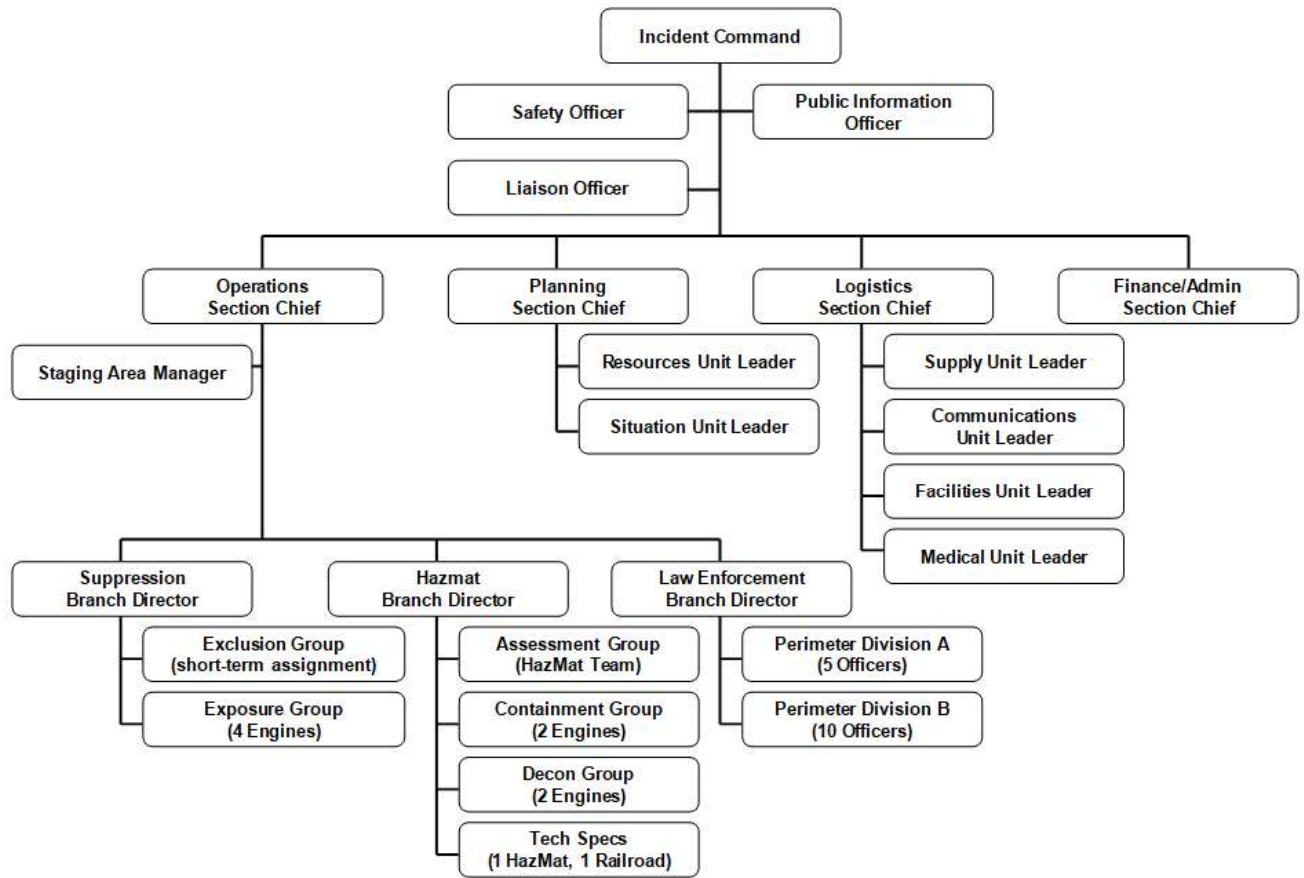 Incident Command
Safety Officer
Public Information
Officer
Liaison Officer
Operations
Section Chief
Planning
Section Chief
Logistics
Section Chief
Finance/Admin
Section Chief
Staging Area Manager
Resources Unit Leader
Situation Unit Leader
Supply Unit Leader
Communications
Unit Leader
Facilities Unit Leader
Medical Unit Leader
Suppression
Branch Director
Exclusion Group
(short-term assignment)
Exposure Group
(4 Engines)
Hazmat
Branch Director
Assessment Group
(HazMat Team)
Containment Group
(2 Engines)
Decon Group
(2 Engines)
Tech Specs
(1 HazMat, 1 Railroad)
Law Enforcement
Branch Director
Perimeter Division A
(5 Officers)
Perimeter Division B
(10 Officers)